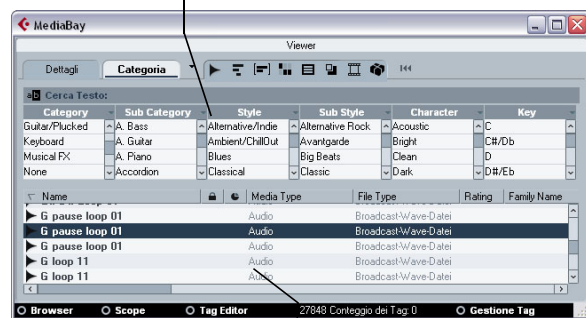 MediaBay
Viewer
Dettagli Categoria
Cerca Testo:
Category Sub Category Style Sub Style Character Key
Guitar/Plucked A. Bass Alternative/Indie Alternative Rock Acoustic C
Keyboard A. Guitar Ambient/ChillOut Avantgarde Bright C#/Db
Musical FX A. Piano Blues Big Beats Clean D
None Accordion Classical Classic Dark D#/Eb
Name Media Type File Type Rating Family Name
G pause loop 01 Audio Broadcast-Wave-Datei
G pause loop 01 Audio Broadcast-Wave-Datei
G pause loop 01 Audio Broadcast-Wave-Datei
G loop 11 Audio Broadcast-Wave-Datei
G loop 11 Audio Broadcast-Wave-Datei
Browser Scope Tag Editor 27848 Conteggio dei Tag: 0 Gestione Tag